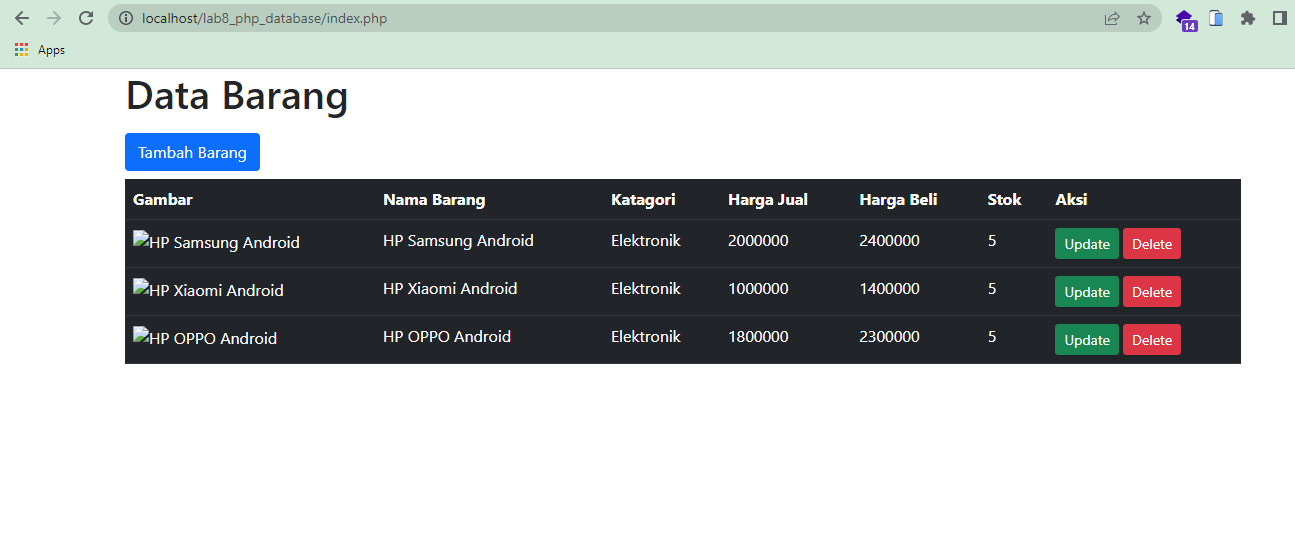 localhost/lab8_php_database/index.php
14
Apps
Data Barang
Tambah Barang
Gambar Nama Barang Katagori Harga Jual Harga Beli Stok Aksi
HP Samsung Android HP Samsung Android Elektronik 2000000 2400000 5 Update Delete
HP Xiaomi Android HP Xiaomi Android Elektronik 1000000 1400000 5 Update Delete
HP OPPO Android HP OPPO Android Elektronik 1800000 2300000 5 Update Delete